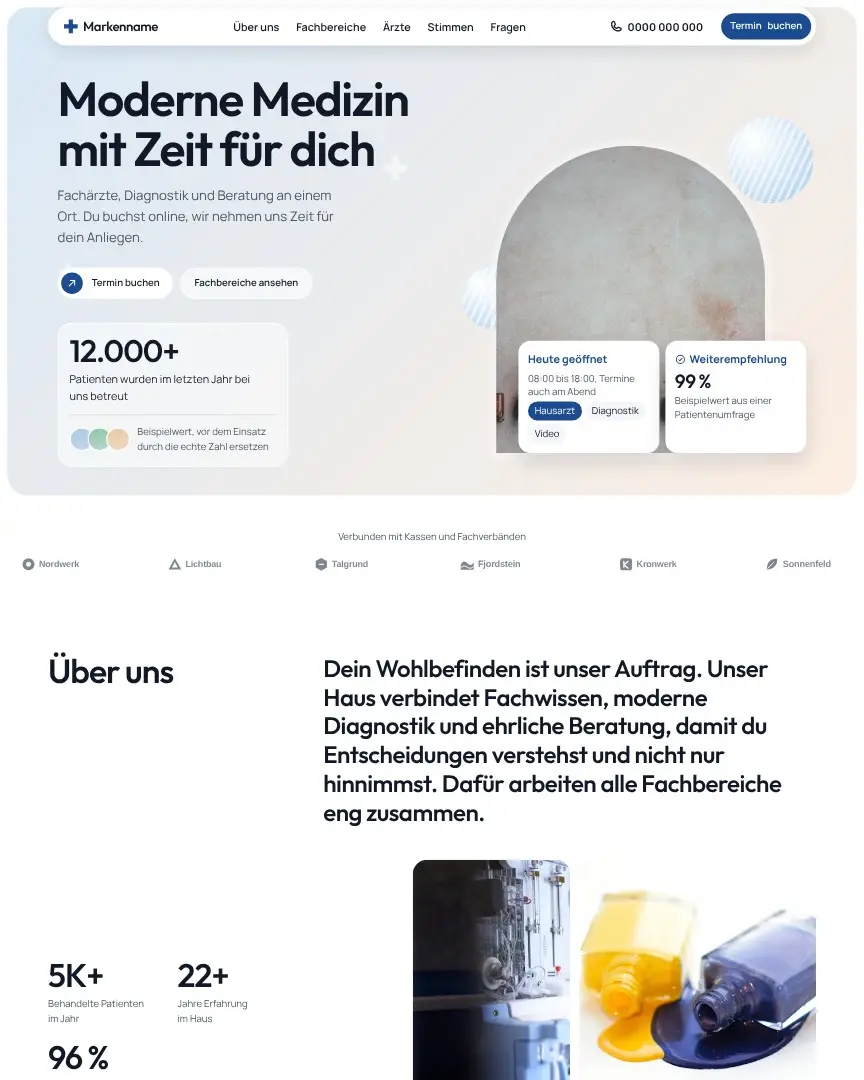 Markenname
Über uns
Fachbereiche
Ärzte
Stimmen
Fragen
0000 000 000
Termin buchen
Moderne Medizin
mit Zeit für dich
Fachärzte, Diagnostik und Beratung an einem
Ort. Du buchst online, wir nehmen uns Zeit für
dein Anliegen.
Termin buchen
Fachbereiche ansehen
12.000+
Patienten wurden im letzten Jahr bei
uns betreut
Beispielwert, vor dem Einsatz
durch die echte Zahl ersetzen
Heute geöffnet
08:00 bis 18:00, Termine
auch am Abend
Hausarzt
Diagnostik
Video
Weiterempfehlung
99 %
Beispielwert aus einer
Patientenumfrage
Verbunden mit Kassen und Fachverbänden
Nordwerk
Lichtbau
Talgrund
Fjordstein
Kronwerk
Sonnenfeld
Über uns
Dein Wohlbefinden ist unser Auftrag. Unser
Haus verbindet Fachwissen, moderne
Diagnostik und ehrliche Beratung, damit du
Entscheidungen verstehst und nicht nur
hinnimmst. Dafür arbeiten alle Fachbereiche
eng zusammen.
5K+
Behandelte Patienten
im Jahr
22+
Jahre Erfahrung
im Haus
96 %